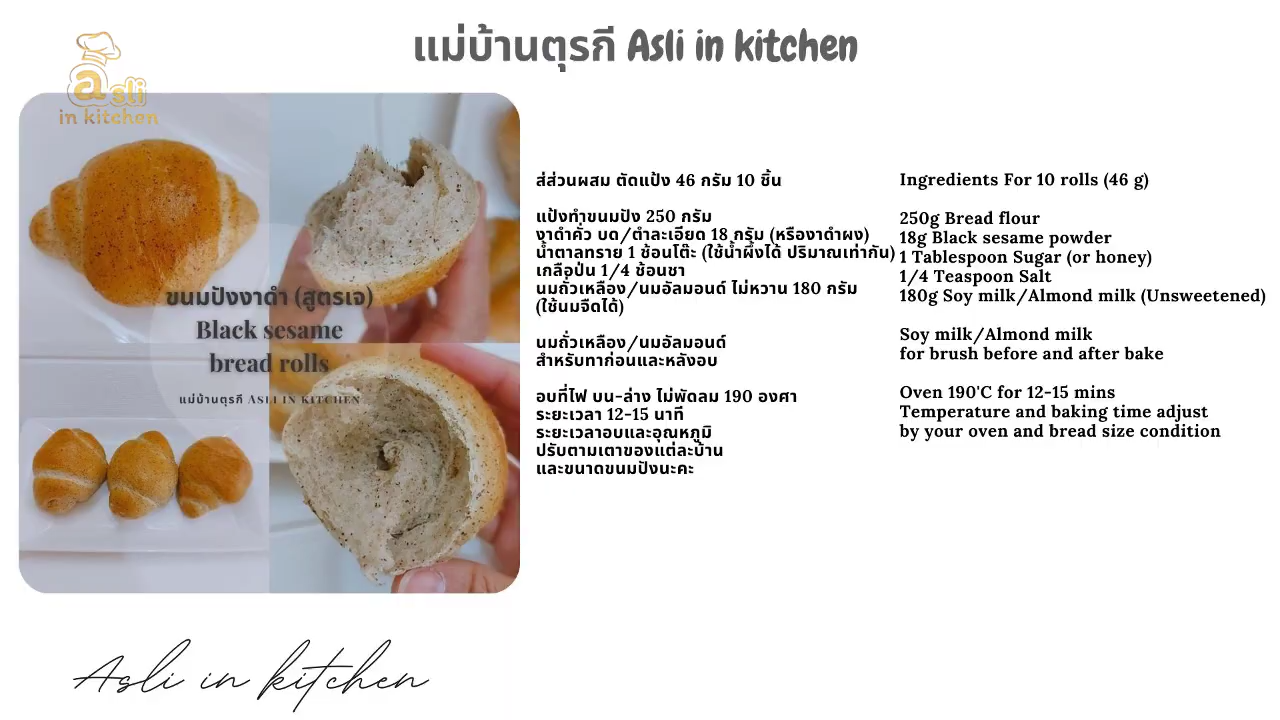 แม่บ้านตุรกี Asli in kitchen
asli
in kitchen
ขนมปังงาดำ (สูตรเจ)
Black sesame
bread rolls
แม่บ้านตุรกี ASLI IN KITCHEN
ส่ส่วนผสม ตัดแป้ง 46 กรัม 10 ชิ้น
แป้งทำขนมปัง 250 กรัม
งาดำคั่ว บด/ตำละเอียด 18 กรัม (หรืองาดำผง)
น้ำตาลทราย 1 ช้อนโต๊ะ (ใช้น้ำผึ้งได้ ปริมาณเท่ากัน)
เกลือป่น 1/4 ช้อนชา
นมถั่วเหลือง/นมอัลมอนด์ ไม่หวาน 180 กรัม
(ใช้นมจืดได้)
นมถั่วเหลือง/นมอัลมอนด์
สำหรับทาก่อนและหลังอบ
อบที่ไฟ บน-ล่าง ไม่พัดลม 190 องศา
ระยะเวลา 12-15 นาที
ระยะเวลาอบและอุณหภูมิ
ปรับตามเตาของแต่ละบ้าน
และขนาดขนมปังนะคะ
Ingredients For 10 rolls (46 g)
250g Bread flour
18g Black sesame powder
1 Tablespoon Sugar (or honey)
1/4 Teaspoon Salt
180g Soy milk/Almond milk (Unsweetened)
Soy milk/Almond milk
for brush before and after bake
Oven 190'C for 12-15 mins
Temperature and baking time adjust
by your oven and bread size condition
Asli in kitchen